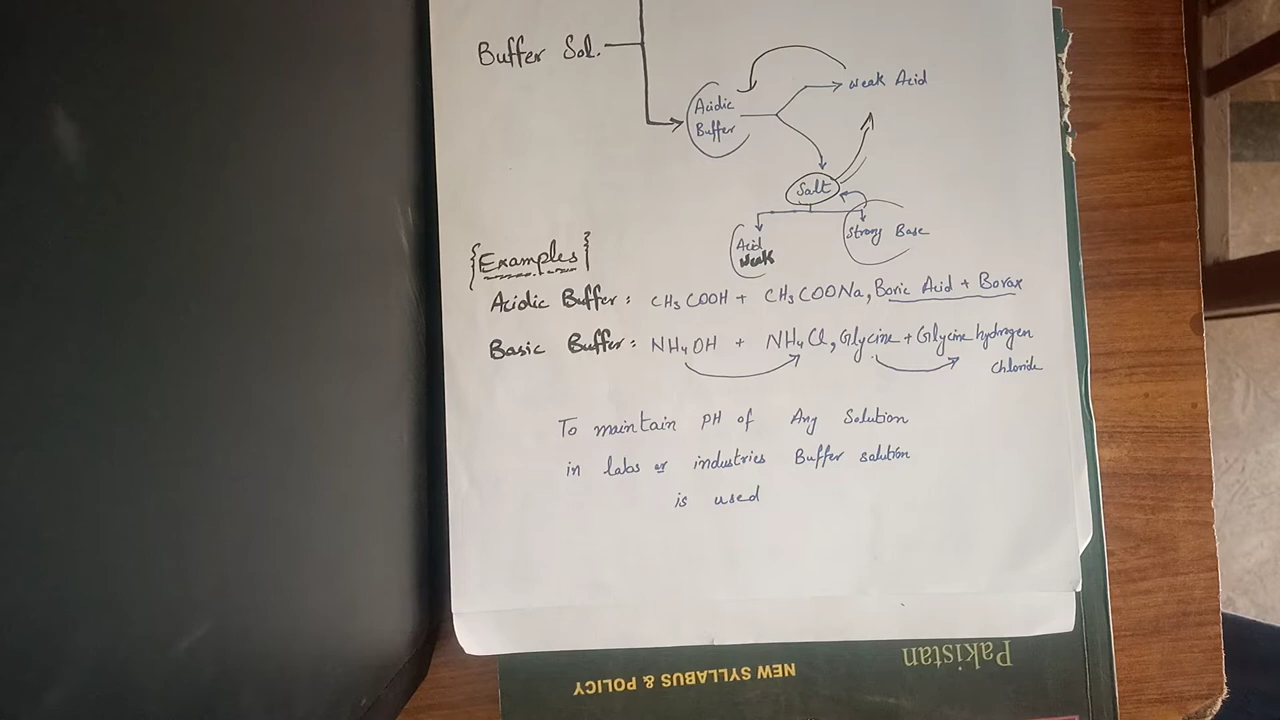 Buffer Sol.
Weak Acid
Acidic
Buffer
Salt
Acid
Weak
Strong Base
{Examples}
Acidic Buffer: CH3COOH + CH3COONa, Boric Acid + Borax
Basic Buffer: NH4OH + NH4Cl, Glycine + Glycine hydrogen
Chloride
To maintain PH of Any Solution
in labs or industries Buffer solution
is used
Pakistan
NEW SYLLABUS & POLICY